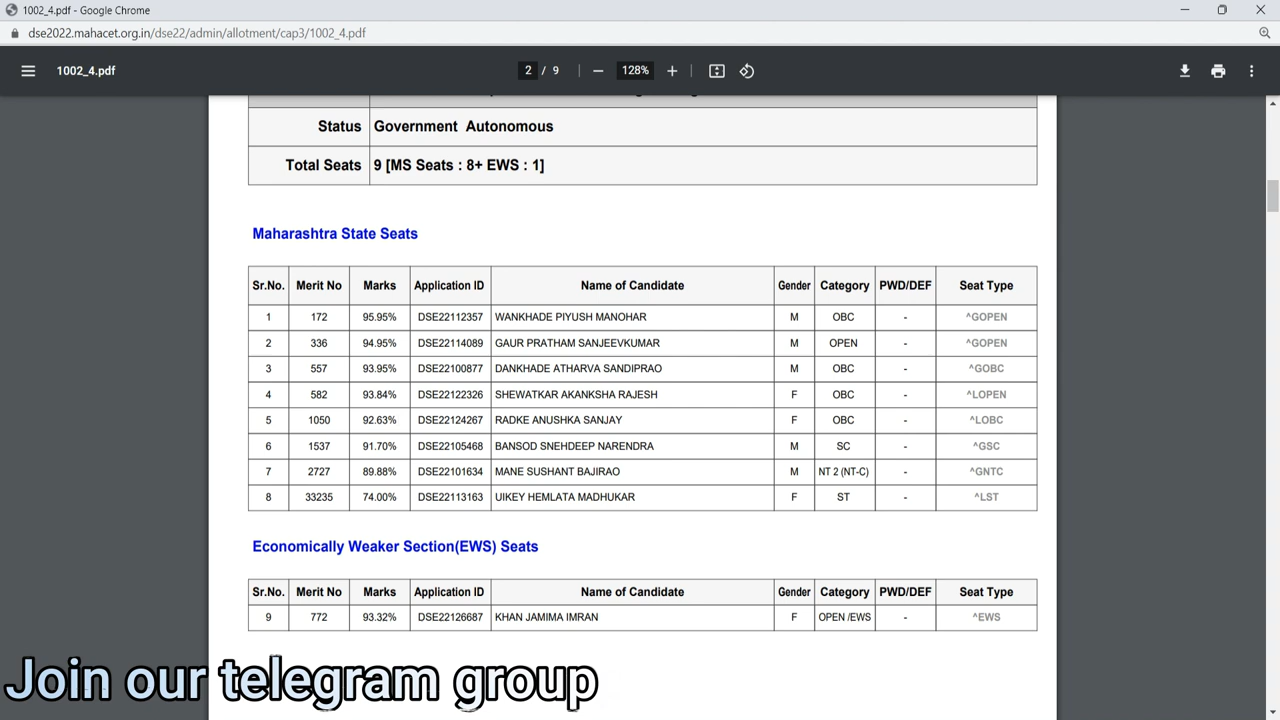 1002_4.pdf - Google Chrome
dse2022.mahacet.org.in/dse22/admin/allotment/cap3/1002_4.pdf
1002_4.pdf 2 / 9 128%
Status Government Autonomous
Total Seats 9 [MS Seats : 8+ EWS : 1]
Maharashtra State Seats
Sr.No. Merit No Marks Application ID Name of Candidate Gender Category PWD/DEF Seat Type
1 172 95.95% DSE22112357 WANKHADE PIYUSH MANOHAR M OBC - ^GOPEN
2 336 94.95% DSE22114089 GAUR PRATHAM SANJEEVKUMAR M OPEN - ^GOPEN
3 557 93.95% DSE22100877 DANKHADE ATHARVA SANDIPRAO M OBC - ^GOBC
4 582 93.84% DSE22122326 SHEWATKAR AKANKSHA RAJESH F OBC - ^LOPEN
5 1050 92.63% DSE22124267 RADKE ANUSHKA SANJAY F OBC - ^LOBC
6 1537 91.70% DSE22105468 BANSOD SNEHDEEP NARENDRA M SC - ^GSC
7 2727 89.88% DSE22101634 MANE SUSHANT BAJIRAO M NT 2 (NT-C) - ^GNTC
8 33235 74.00% DSE22113163 UIKEY HEMLATA MADHUKAR F ST - ^LST
Economically Weaker Section(EWS) Seats
Sr.No. Merit No Marks Application ID Name of Candidate Gender Category PWD/DEF Seat Type
9 772 93.32% DSE22126687 KHAN JAMIMA IMRAN F OPEN /EWS - ^EWS
Join our telegram group